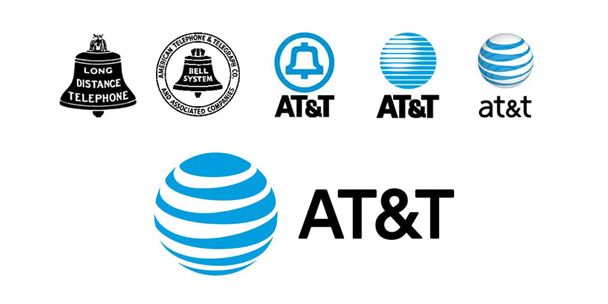 LONG
DISTANCE
TELEPHONE
AMERICAN TELEPHONE & TELEGRAPH CO.
BELL
SYSTEM
AND ASSOCIATED COMPANIES
AT&T
AT&T
at&t
AT&T